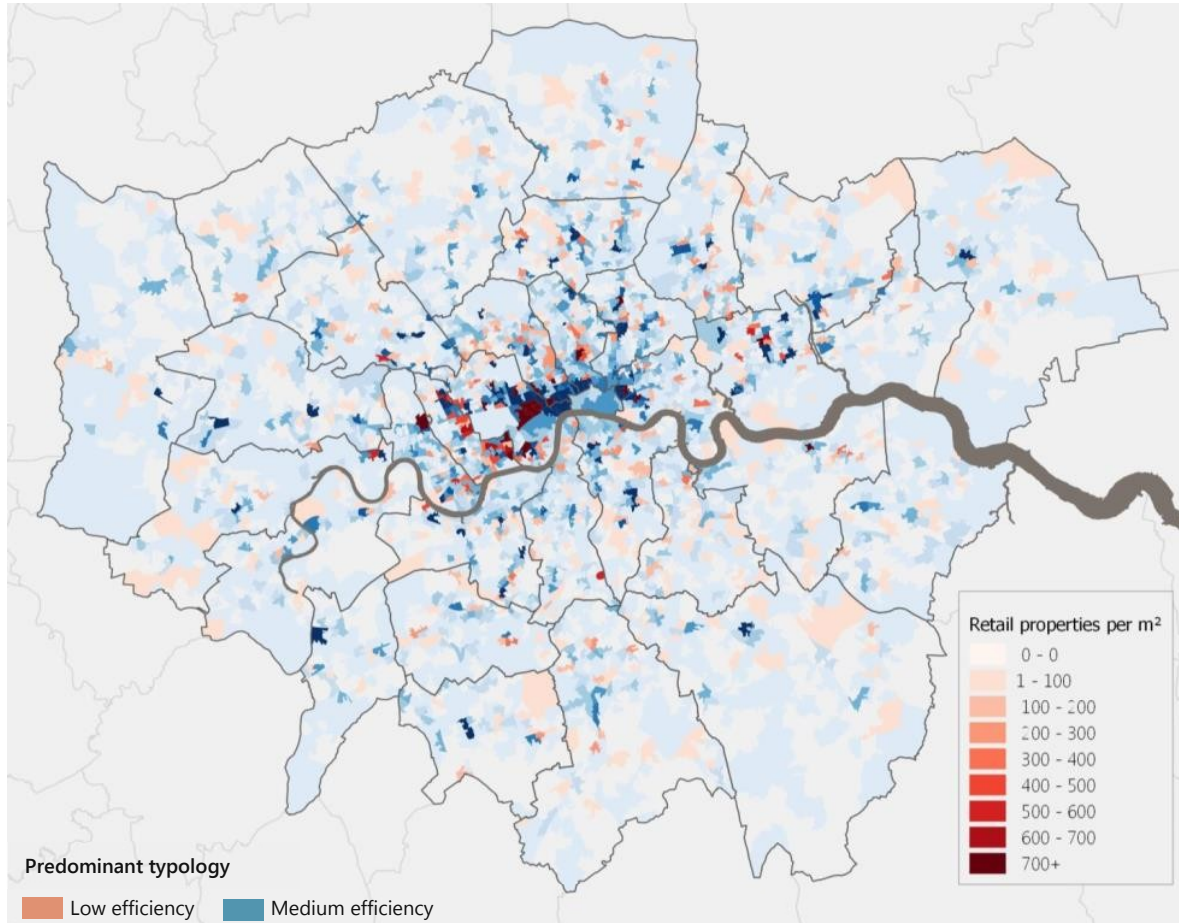 Retail properties per m²
0 - 0
1 - 100
100 - 200
200 - 300
300 - 400
400 - 500
500 - 600
600 - 700
700+
Predominant typology
Low efficiency Medium efficiency